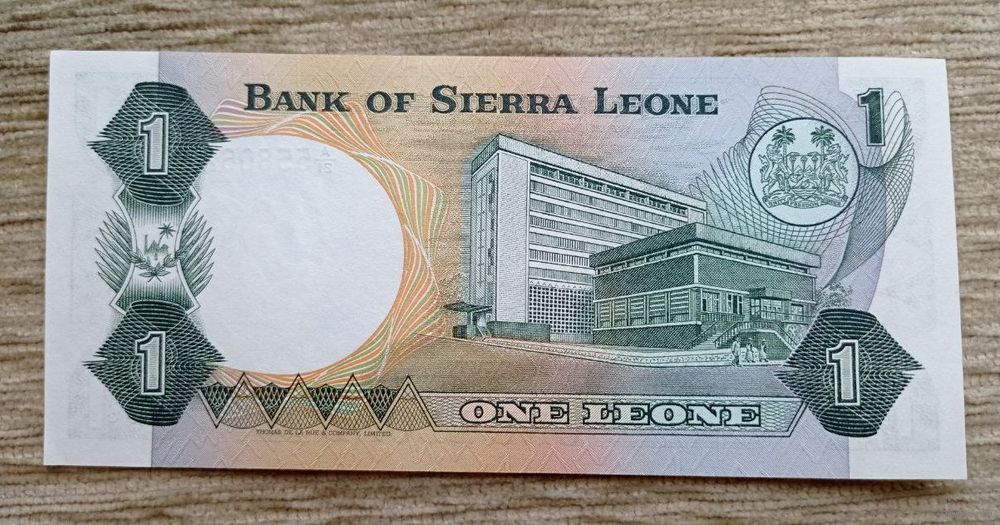 BANK OF SIERRA LEONE
1
1
1
1
ONE LEONE
THOMAS DE LA RUE & COMPANY, LIMITED.